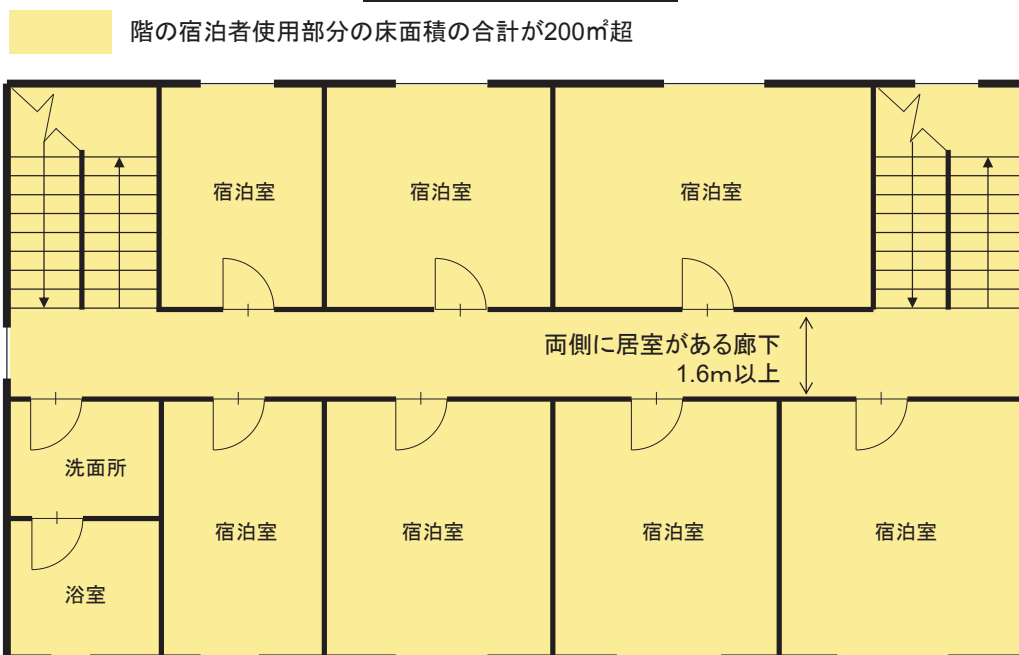 階の宿泊者使用部分の床面積の合計が200㎡超
宿泊室
宿泊室
宿泊室
両側に居室がある廊下
1.6m以上
洗面所
宿泊室
宿泊室
宿泊室
宿泊室
浴室